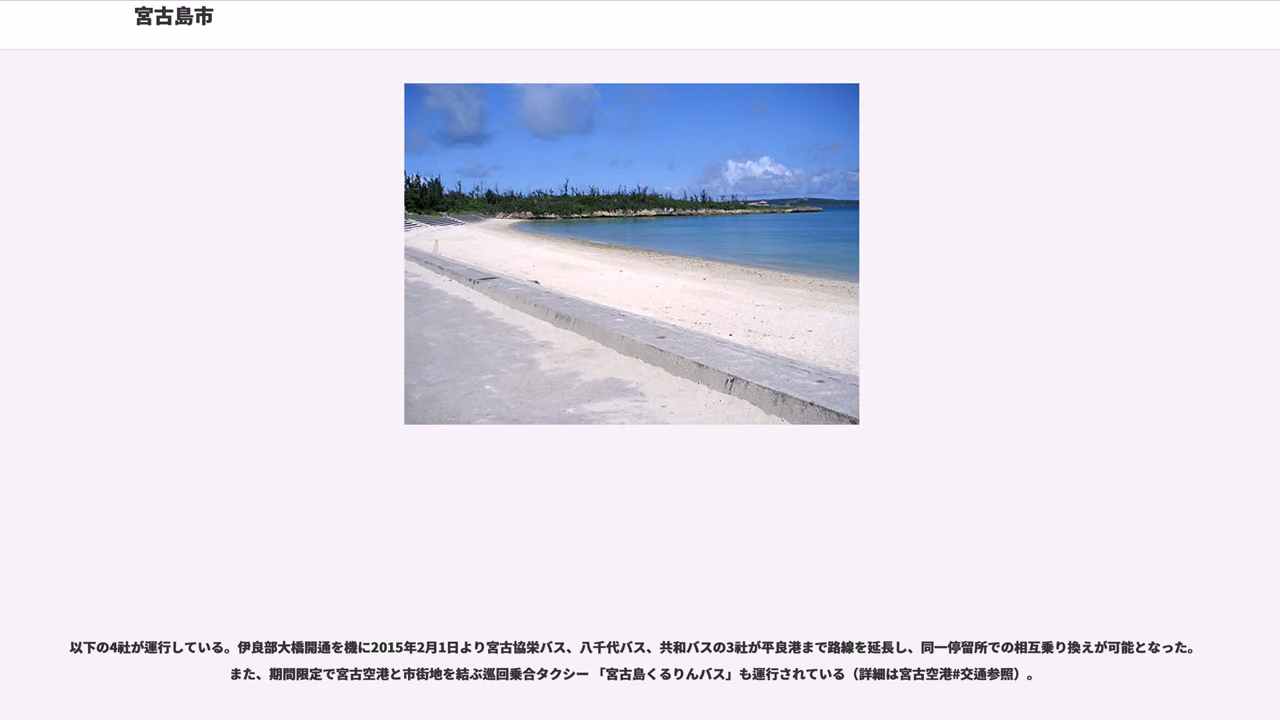 宮古島市
以下の4社が運行している。伊良部大橋開通を機に2015年2月1日より宮古協栄バス、八千代バス、共和バスの3社が平良港まで路線を延長し、同一停留所での相互乗り換えが可能となった。
また、期間限定で宮古空港と市街地を結ぶ巡回乗合タクシー 「宮古島くるりんバス」も運行されている（詳細は宮古空港#交通参照）。